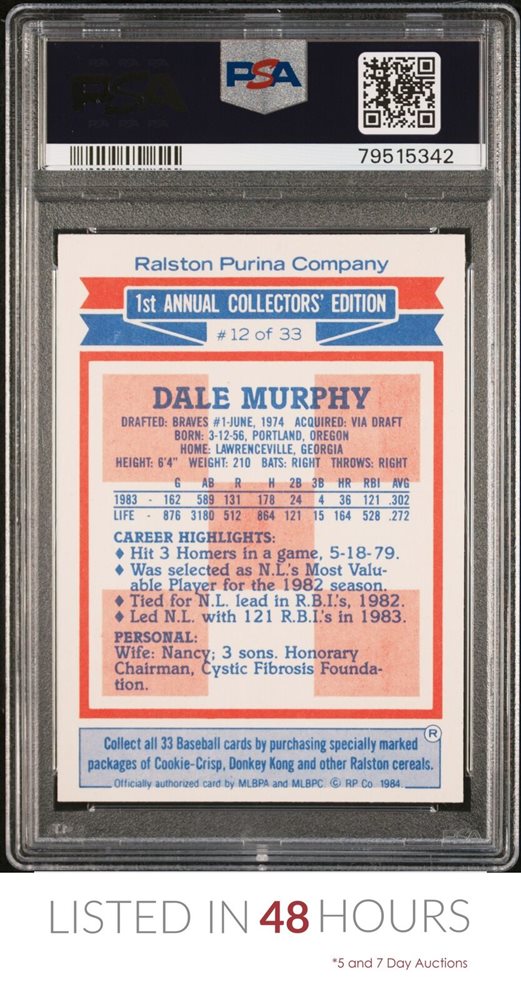 PSA
79515342
Ralston Purina Company
1st ANNUAL COLLECTORS' EDITION
#12 of 33
DALE MURPHY
DRAFTED: BRAVES #1-JUNE, 1974 ACQUIRED: VIA DRAFT
BORN: 3-12-56, PORTLAND, OREGON
HOME: LAWRENCEVILLE, GEORGIA
HEIGHT: 6'4" WEIGHT: 210 BATS: RIGHT THROWS: RIGHT
G AB R H 2B 3B HR RBI AVG
1983 - 162 589 131 178 24 4 36 121 .302
LIFE - 876 3180 512 864 121 15 164 528 .272
CAREER HIGHLIGHTS:
♦ Hit 3 Homers in a game, 5-18-79.
♦ Was selected as N.L.'s Most Valu-
able Player for the 1982 season.
♦ Tied for N.L. lead in R.B.I.'s, 1982.
♦ Led N.L. with 121 R.B.I.'s in 1983.
PERSONAL:
Wife: Nancy; 3 sons. Honorary
Chairman, Cystic Fibrosis Founda-
tion.
®
Collect all 33 Baseball cards by purchasing specially marked
packages of Cookie-Crisp, Donkey Kong and other Ralston cereals.
Officially authorized card by MLBPA and MLBPC. © RP Co. 1984.
PSA
LISTED IN 48 HOURS
*5 and 7 Day Auctions